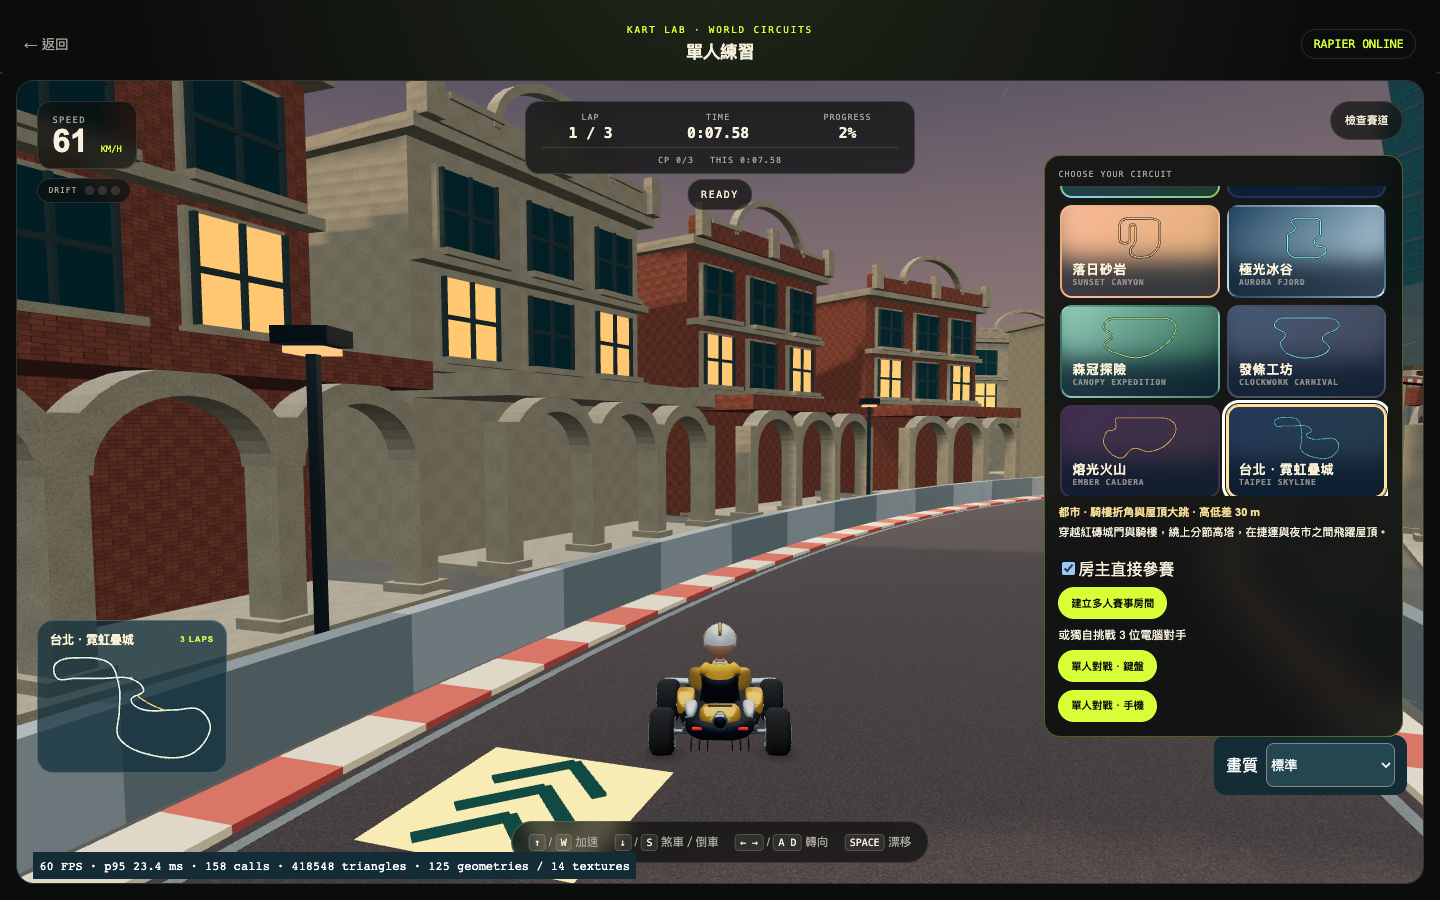 ← 返回
KART LAB · WORLD CIRCUITS
單人練習
RAPIER ONLINE
SPEED
61 KM/H
DRIFT
LAP TIME PROGRESS
1 / 3 0:07.58 2%
CP 0/3 THIS 0:07.58
READY
檢查賽道
CHOOSE YOUR CIRCUIT
落日砂岩
SUNSET CANYON
極光冰谷
AURORA FJORD
森冠探險
CANOPY EXPEDITION
發條工坊
CLOCKWORK CARNIVAL
熔光火山
EMBER CALDERA
台北 · 霓虹疊城
TAIPEI SKYLINE
都市 · 騎樓折角與屋頂大跳 · 高低差 30 m
穿越紅磚城門與騎樓，繞上分節高塔，在捷運與夜市之間飛躍屋頂。
房主直接參賽
建立多人賽事房間
或獨自挑戰 3 位電腦對手
單人對戰 · 鍵盤
單人對戰 · 手機
畫質 標準
台北 · 霓虹疊城 3 LAPS
↑ / W 加速 ↓ / S 煞車 / 倒車 ← → / A D 轉向 SPACE 漂移
60 FPS · p95 23.4 ms · 158 calls · 418548 triangles · 125 geometries / 14 textures